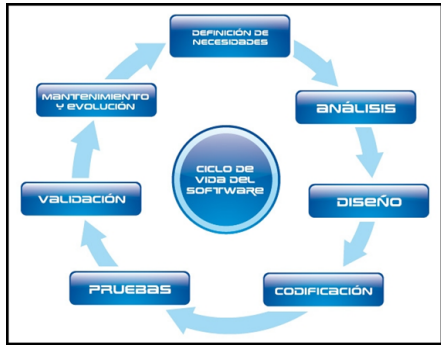 DEFINICIÓN DE
NECESIDADES
ANÁLISIS
DISEÑO
CODIFICACIÓN
PRUEBAS
VALIDACIÓN
MANTENIMIENTO
Y EVOLUCIÓN
CICLO DE
VIDA DEL
SOFTWARE